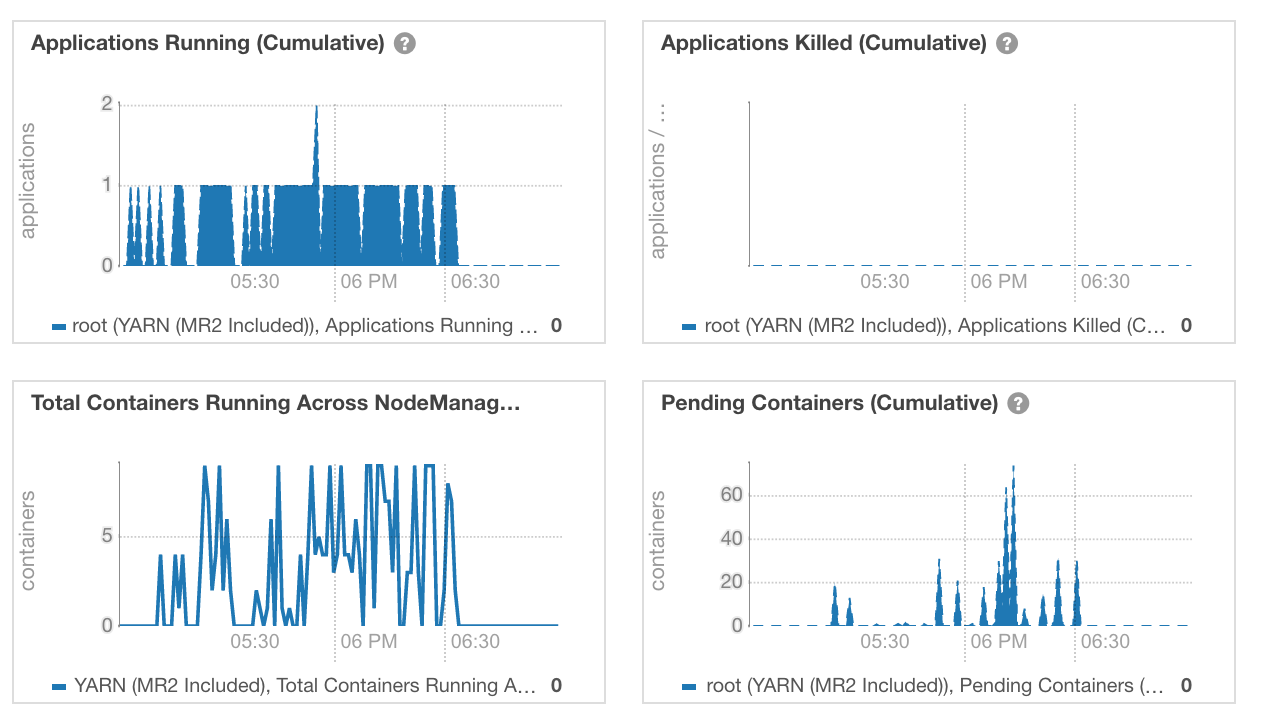 Applications Running (Cumulative) ?
applications
2
1
0
05:30 06 PM 06:30
root (YARN (MR2 Included)), Applications Running … 0
Applications Killed (Cumulative) ?
applications / …
05:30 06 PM 06:30
root (YARN (MR2 Included)), Applications Killed (C… 0
Total Containers Running Across NodeManag…
containers
5
0
05:30 06 PM 06:30
YARN (MR2 Included), Total Containers Running A… 0
Pending Containers (Cumulative) ?
containers
60
40
20
0
05:30 06 PM 06:30
root (YARN (MR2 Included)), Pending Containers (… 0